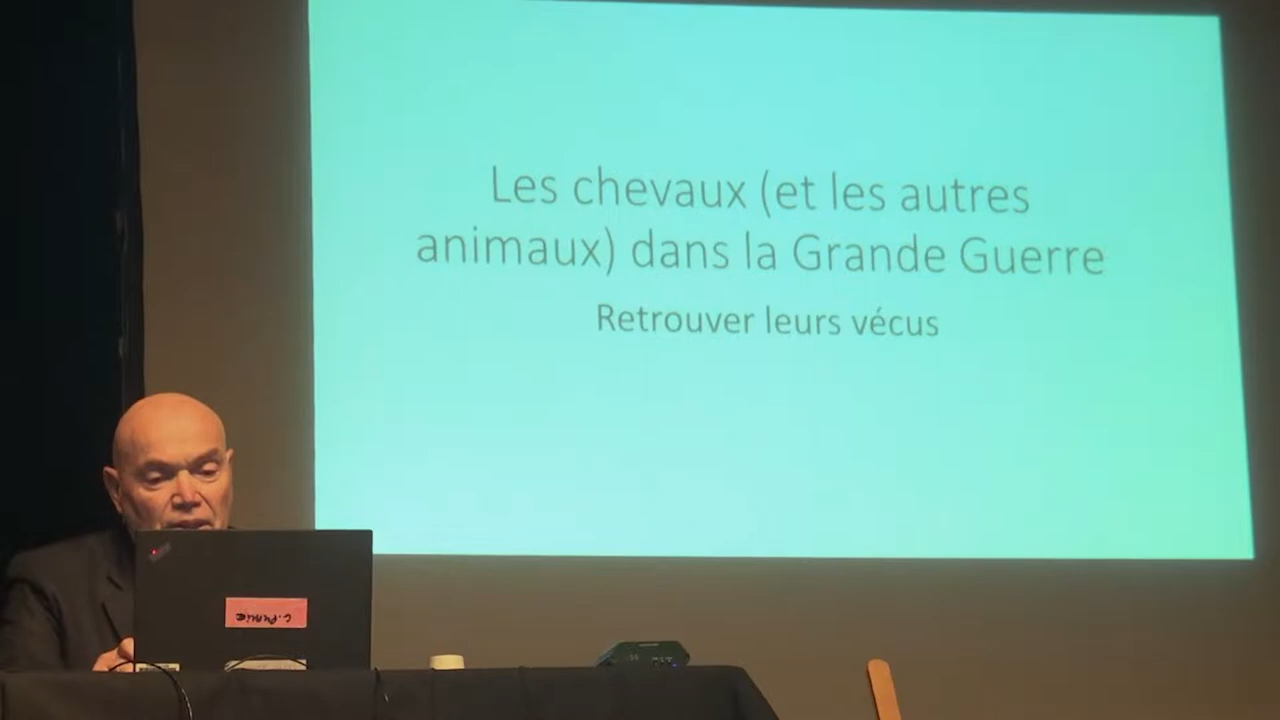 Les chevaux (et les autres
animaux) dans la Grande Guerre
Retrouver leurs vécus